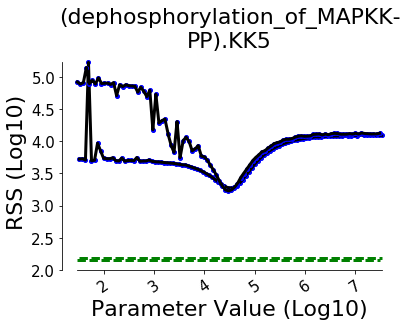 (dephosphorylation_of_MAPKK-
PP).KK5
RSS (Log10)
5.0
4.5
4.0
3.5
3.0
2.5
2.0
2 3 4 5 6 7
Parameter Value (Log10)